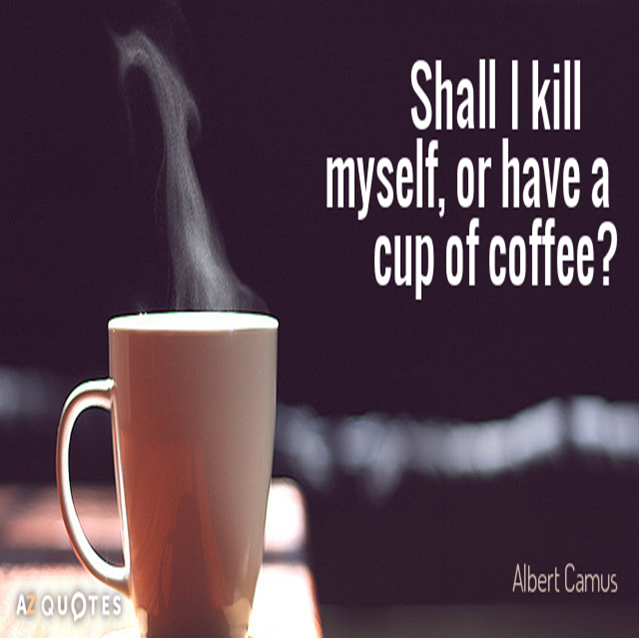 Shall I kill
myself, or have a
cup of coffee?
Albert Camus
AZ QUOTES